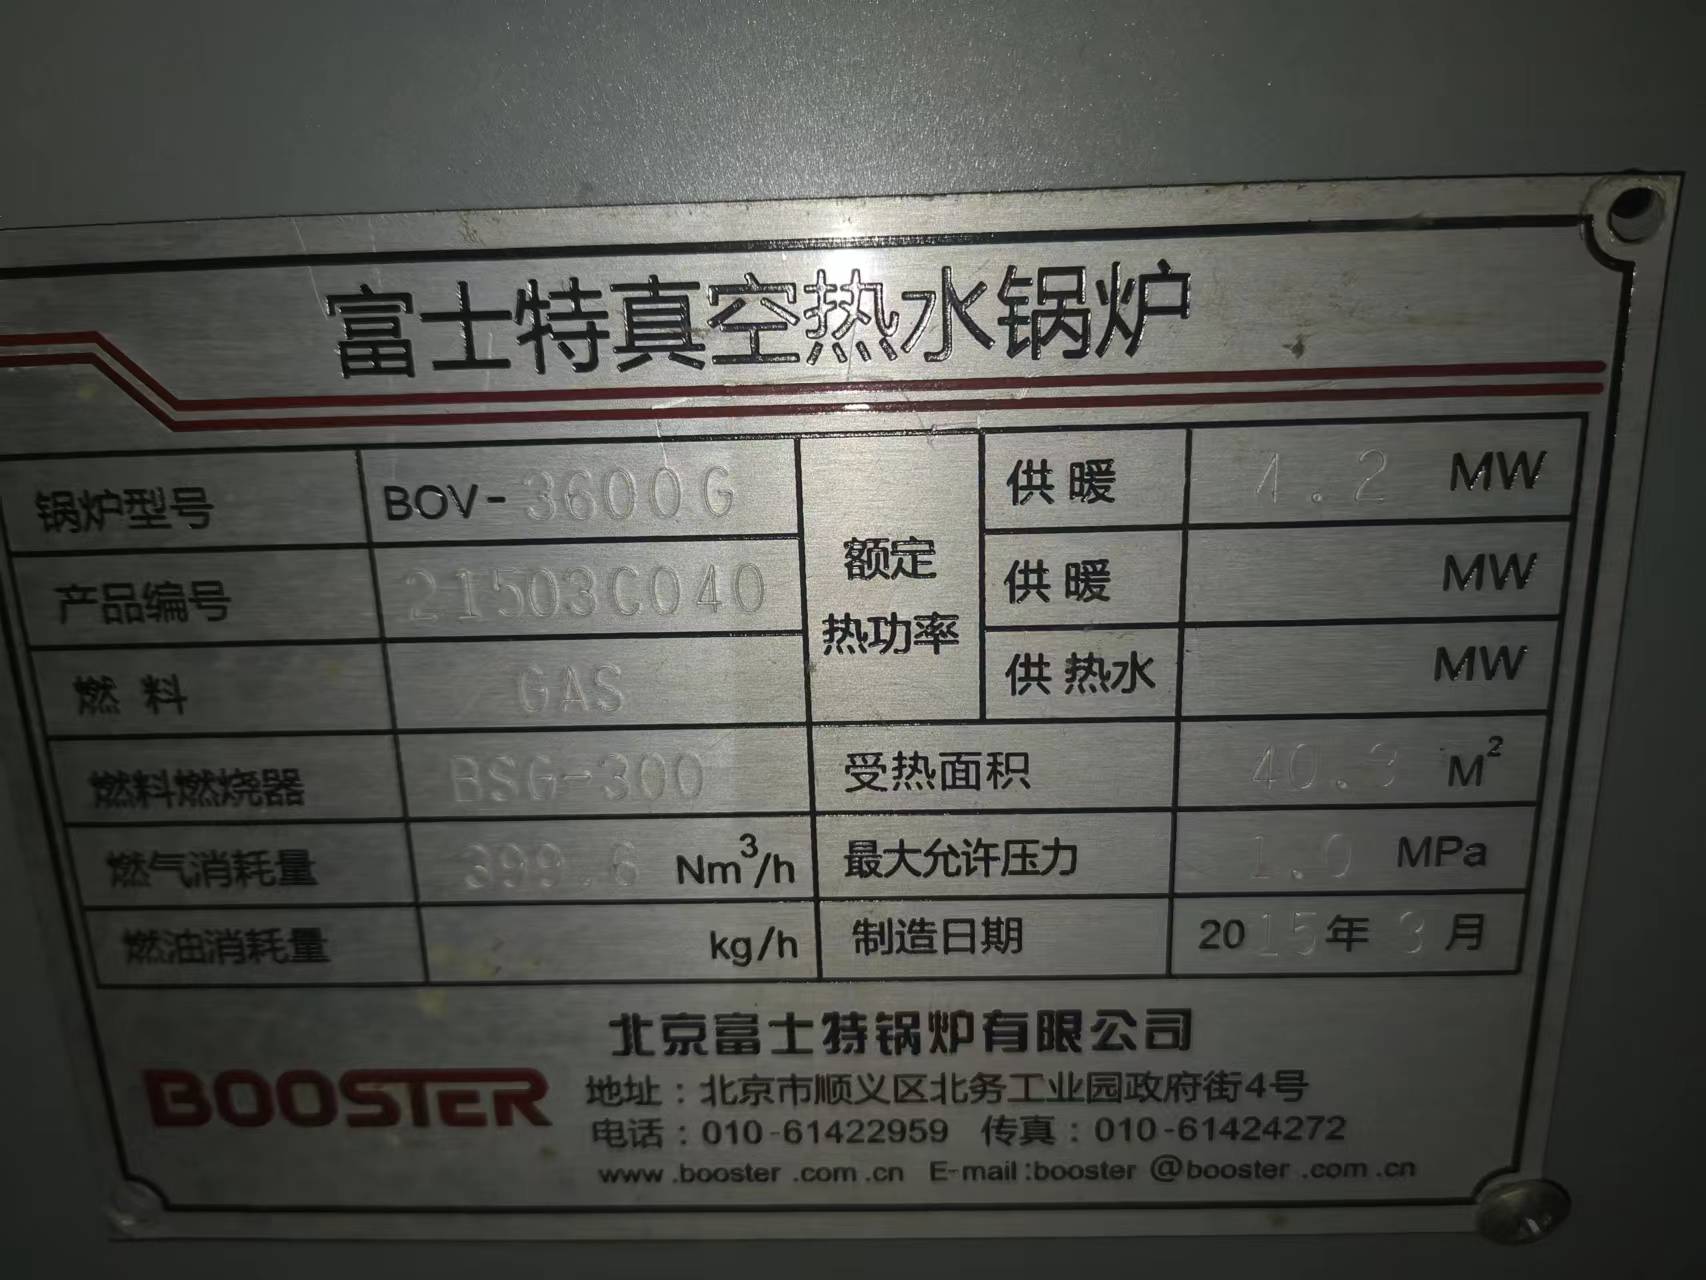 富士特真空热水锅炉
锅炉型号 BOV-3600G 额定热功率 供暖 4.2 MW
产品编号 21503C040 供暖 MW
燃料 GAS 供热水 MW
燃料燃烧器 BSG-300 受热面积 40.3 M²
燃气消耗量 399.6 Nm³/h 最大允许压力 1.0 MPa
燃油消耗量 kg/h 制造日期 2015年3月
北京富士特锅炉有限公司
BOOSTER 地址：北京市顺义区北务工业园政府街4号
电话：010-61422959 传真：010-61424272
www.booster.com.cn E-mail:booster@booster.com.cn